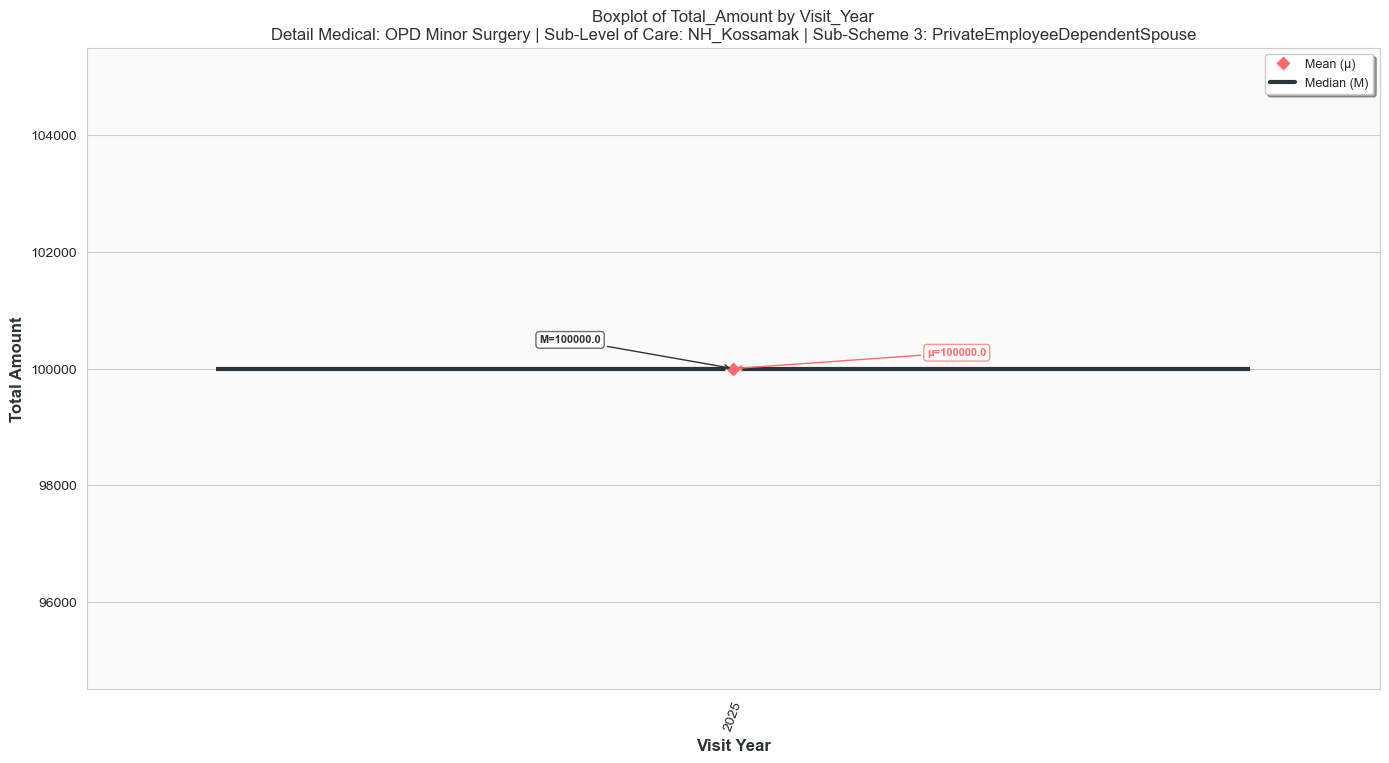 Boxplot of Total_Amount by Visit_Year
Detail Medical: OPD Minor Surgery | Sub-Level of Care: NH_Kossamak | Sub-Scheme 3: PrivateEmployeeDependentSpouse
Mean (μ)
Median (M)
104000
102000
100000
98000
96000
Total Amount
M=100000.0
μ=100000.0
2025
Visit Year